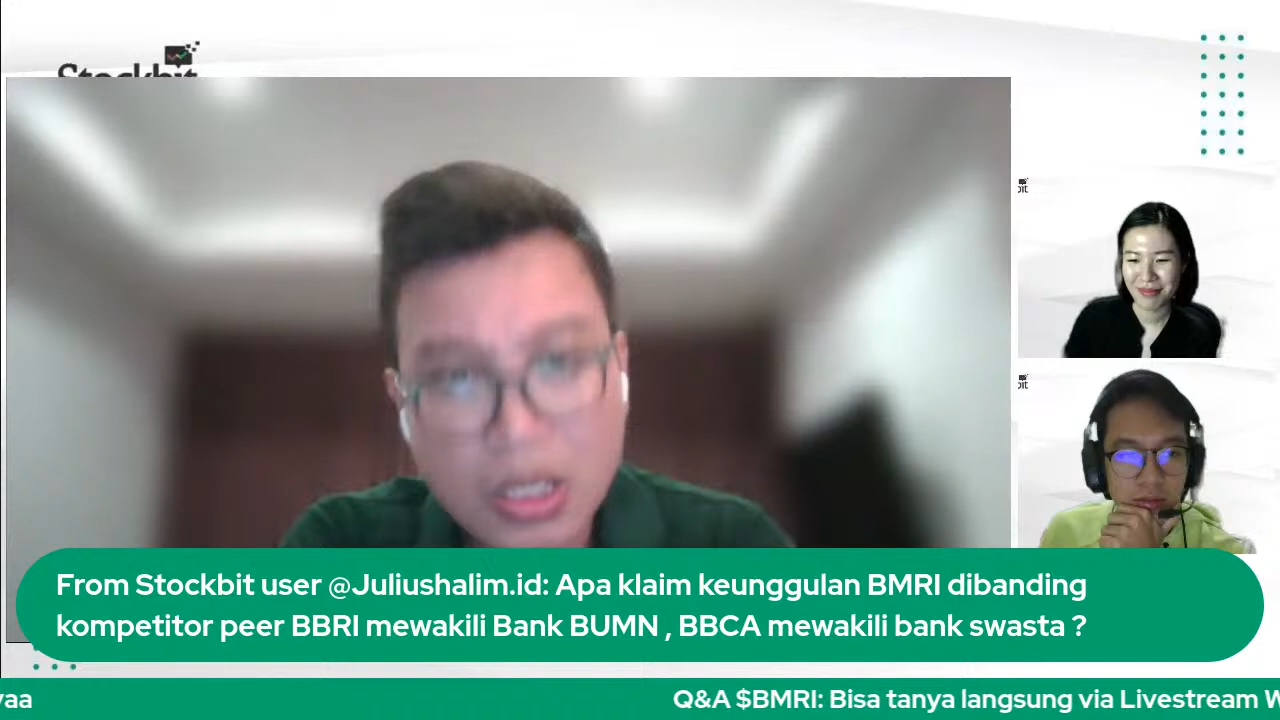 Stockbit
From Stockbit user @Juliushalim.id: Apa klaim keunggulan BMRI dibanding
kompetitor peer BBRI mewakili Bank BUMN , BBCA mewakili bank swasta ?
Q&A $BMRI: Bisa tanya langsung via Livestream